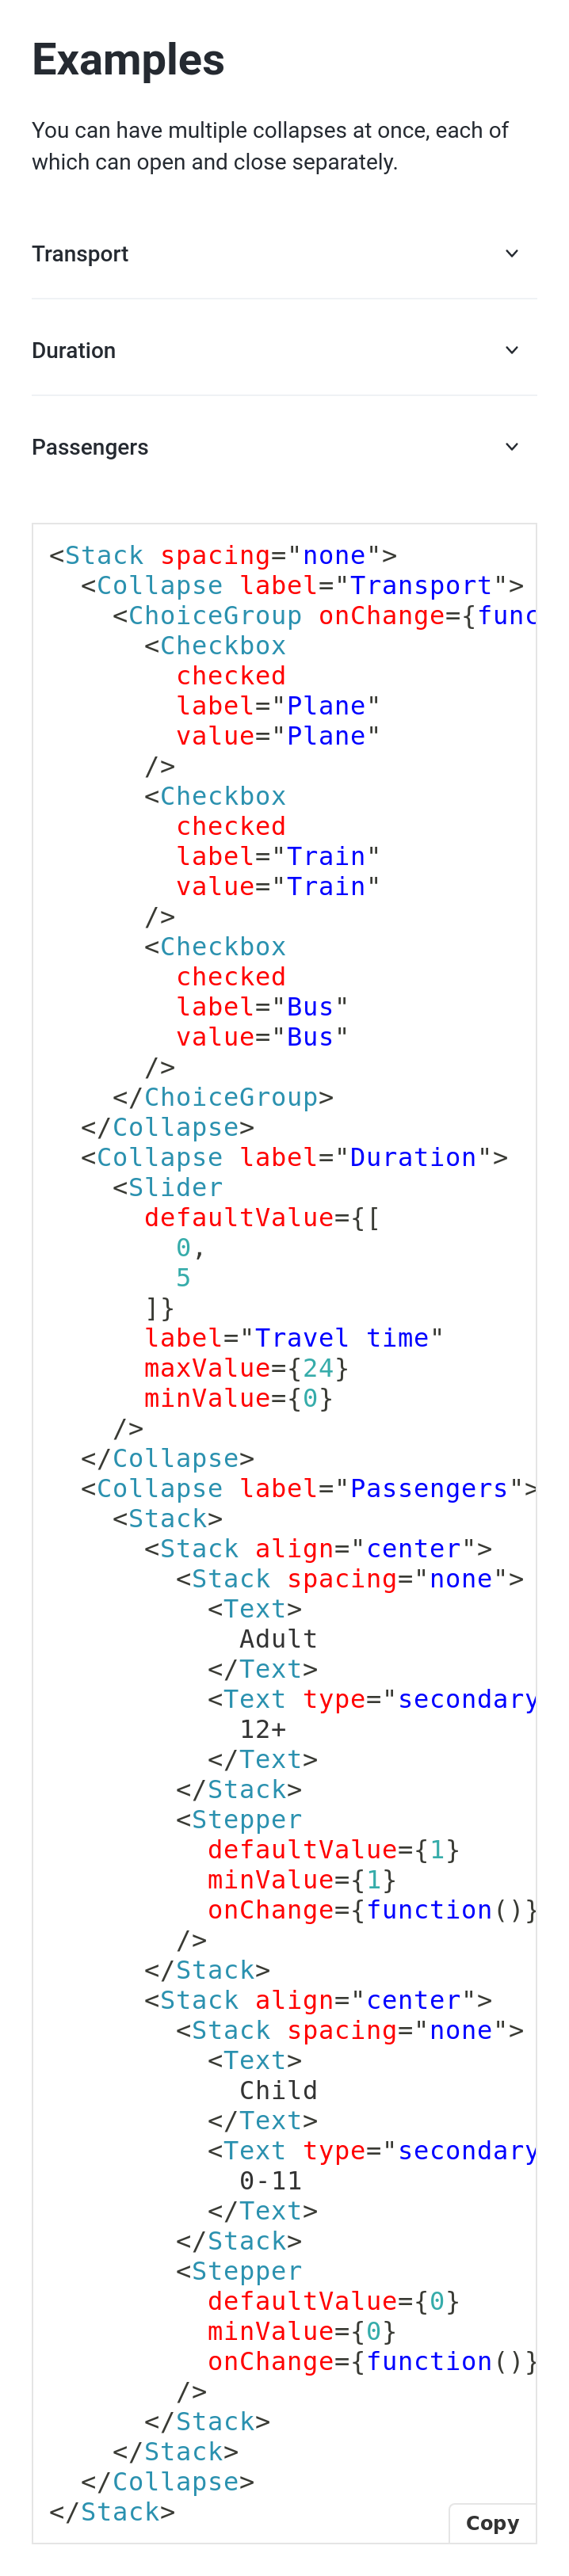 Examples
You can have multiple collapses at once, each of
which can open and close separately.
Transport
Duration
Passengers
<Stack spacing="none">
  <Collapse label="Transport">
    <ChoiceGroup onChange={func
      <Checkbox
        checked
        label="Plane"
        value="Plane"
      />
      <Checkbox
        checked
        label="Train"
        value="Train"
      />
      <Checkbox
        checked
        label="Bus"
        value="Bus"
      />
    </ChoiceGroup>
  </Collapse>
  <Collapse label="Duration">
    <Slider
      defaultValue={[
        0,
        5
      ]}
      label="Travel time"
      maxValue={24}
      minValue={0}
    />
  </Collapse>
  <Collapse label="Passengers">
    <Stack>
      <Stack align="center">
        <Stack spacing="none">
          <Text>
            Adult
          </Text>
          <Text type="secondary
            12+
          </Text>
        </Stack>
        <Stepper
          defaultValue={1}
          minValue={1}
          onChange={function()}
        />
      </Stack>
      <Stack align="center">
        <Stack spacing="none">
          <Text>
            Child
          </Text>
          <Text type="secondary
            0-11
          </Text>
        </Stack>
        <Stepper
          defaultValue={0}
          minValue={0}
          onChange={function()}
        />
      </Stack>
    </Stack>
  </Collapse>
</Stack>
Copy